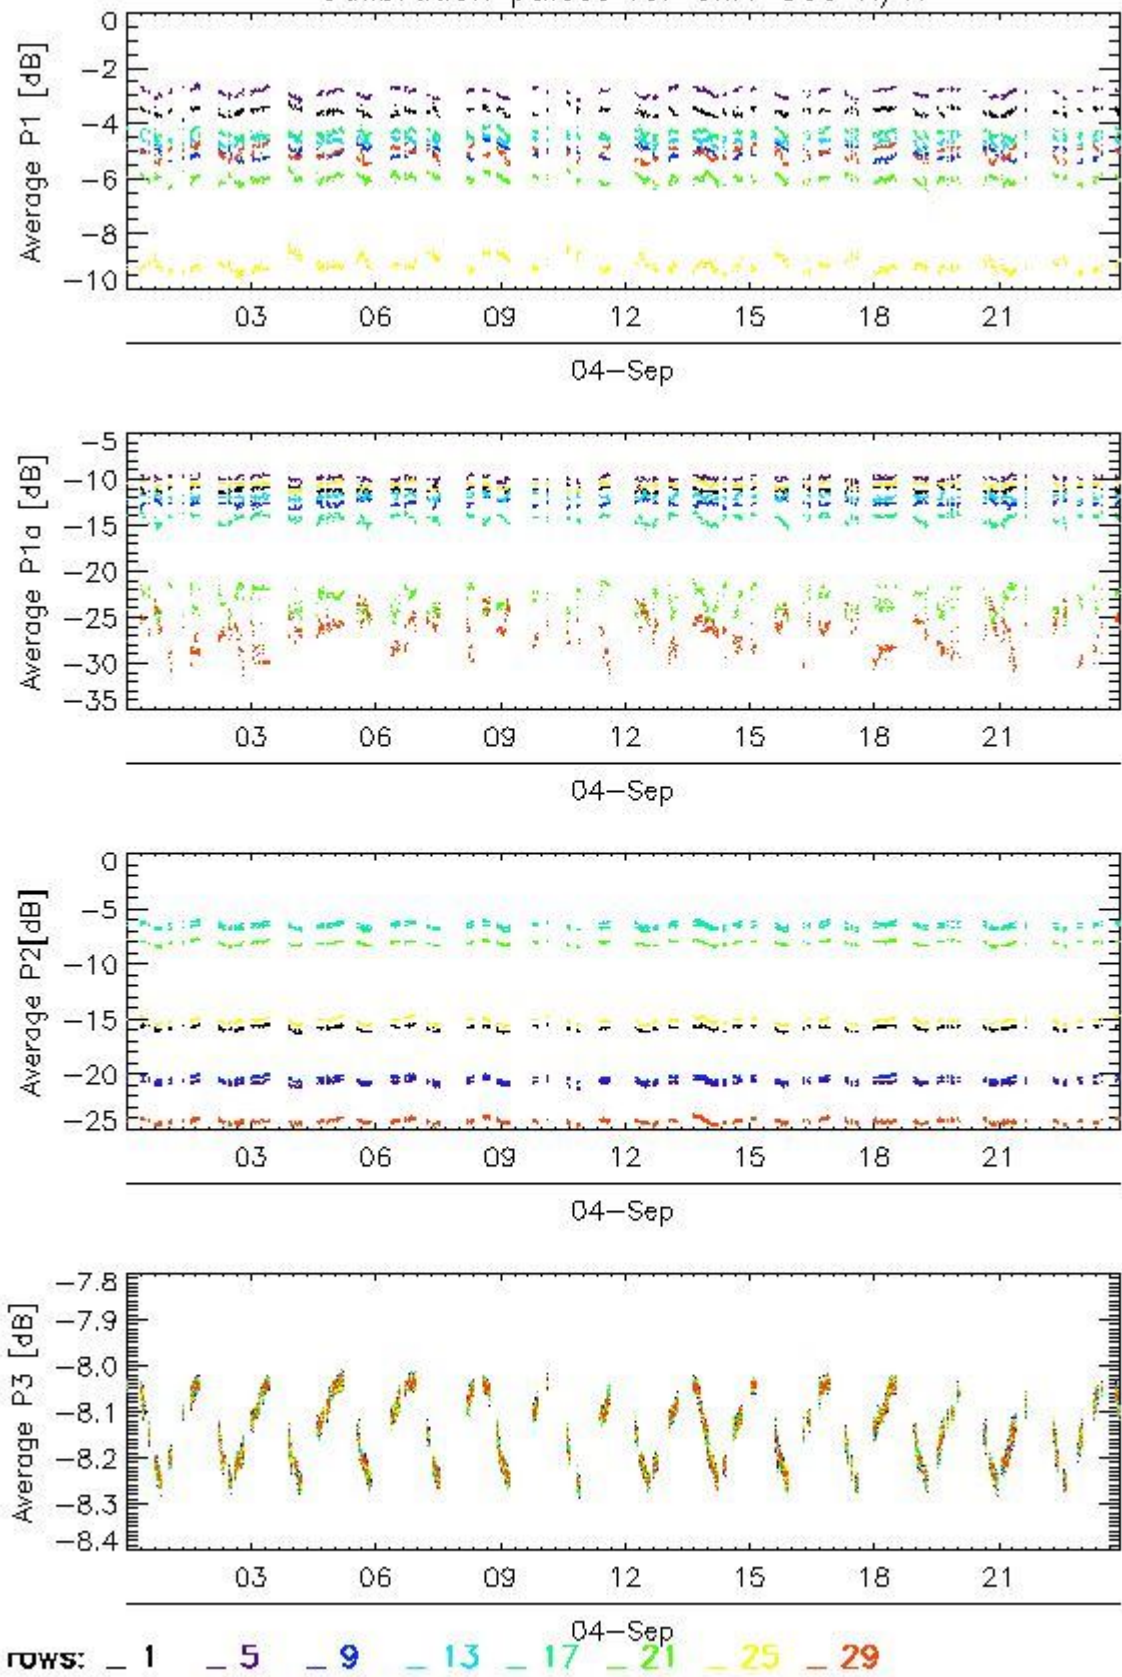 Average P1 [dB]
0
-2
-4
-6
-8
-10
03 06 09 12 15 18 21
04-Sep
Average P1a [dB]
-5
-10
-15
-20
-25
-30
-35
03 06 09 12 15 18 21
04-Sep
Average P2[dB]
0
-5
-10
-15
-20
-25
03 06 09 12 15 18 21
04-Sep
Average P3 [dB]
-7.8
-7.9
-8.0
-8.1
-8.2
-8.3
-8.4
03 06 09 12 15 18 21
04-Sep
rows: _ 1 _ 5 _ 9 _ 13 _ 17 _ 21 _ 25 _ 29